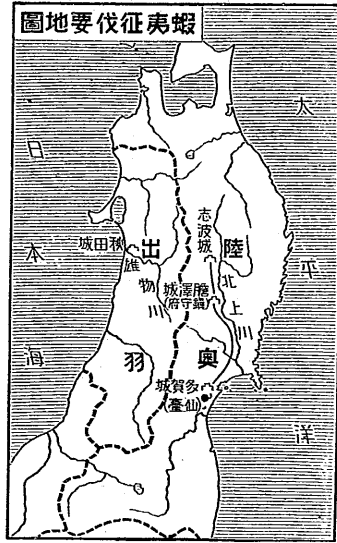 蝦夷征伐要地圖
太平洋
日本海
陸奧
出羽
志波城
北上川
膽澤城
(鎮守府)
秋田城
雄物川
多賀城
(仙臺)